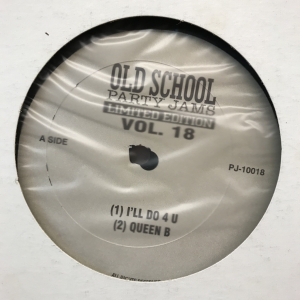 OLD SCHOOL
PARTY JAMS
LIMITED EDITION
VOL. 18
A SIDE
PJ-10018
(1) I'LL DO 4 U
(2) QUEEN B